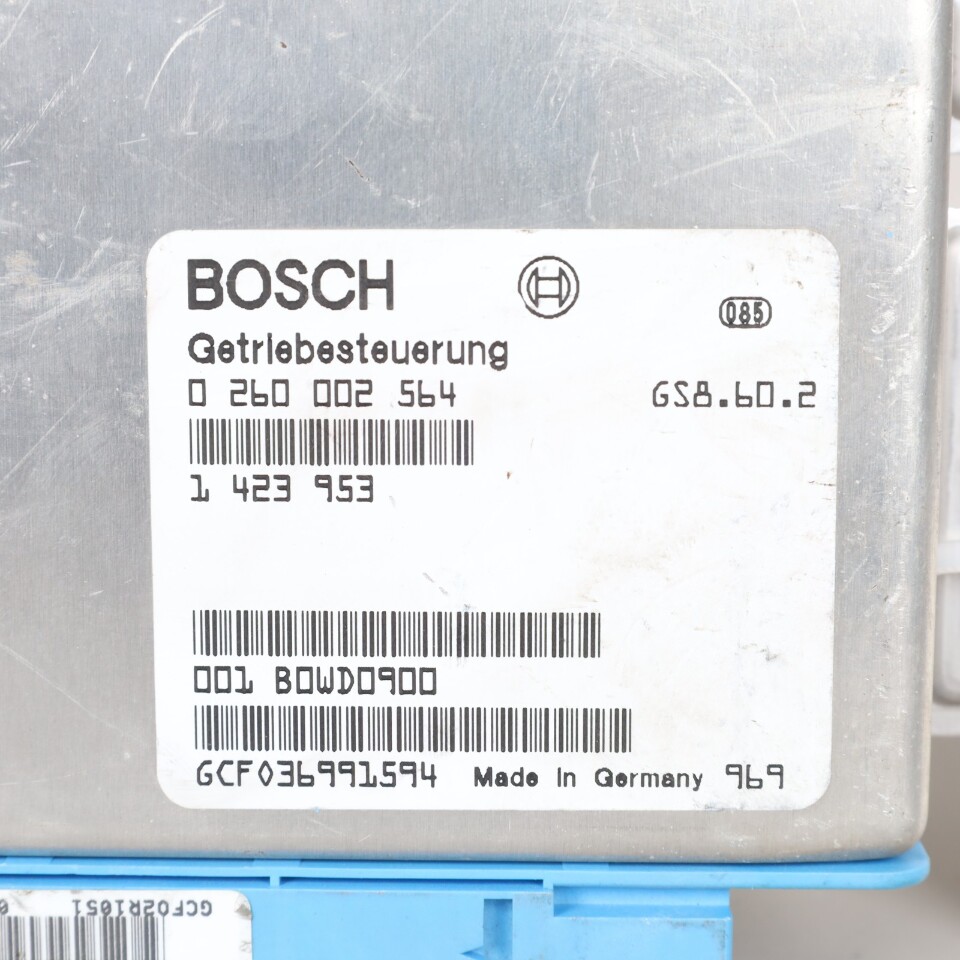 BOSCH
085
Getriebesteuerung
0 260 002 564 GS8.60.2
1 423 953
001 B0WD0900
GCF036991594 Made in Germany 969
GCF02R1051